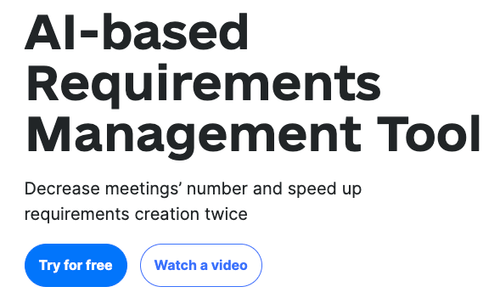 AI-based
Requirements
Management Tool
Decrease meetings’ number and speed up
requirements creation twice
Try for free
Watch a video